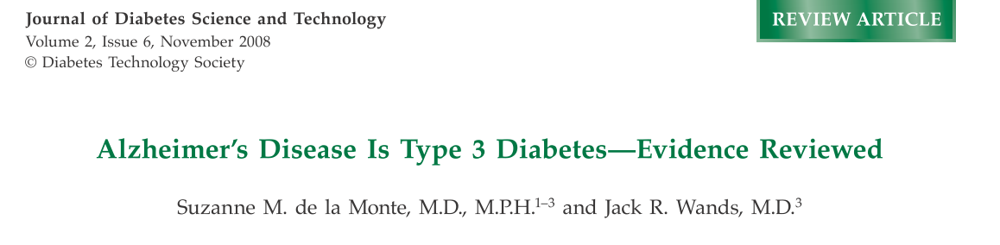 Journal of Diabetes Science and Technology
Volume 2, Issue 6, November 2008
© Diabetes Technology Society
REVIEW ARTICLE
Alzheimer’s Disease Is Type 3 Diabetes—Evidence Reviewed
Suzanne M. de la Monte, M.D., M.P.H.¹⁻³ and Jack R. Wands, M.D.³